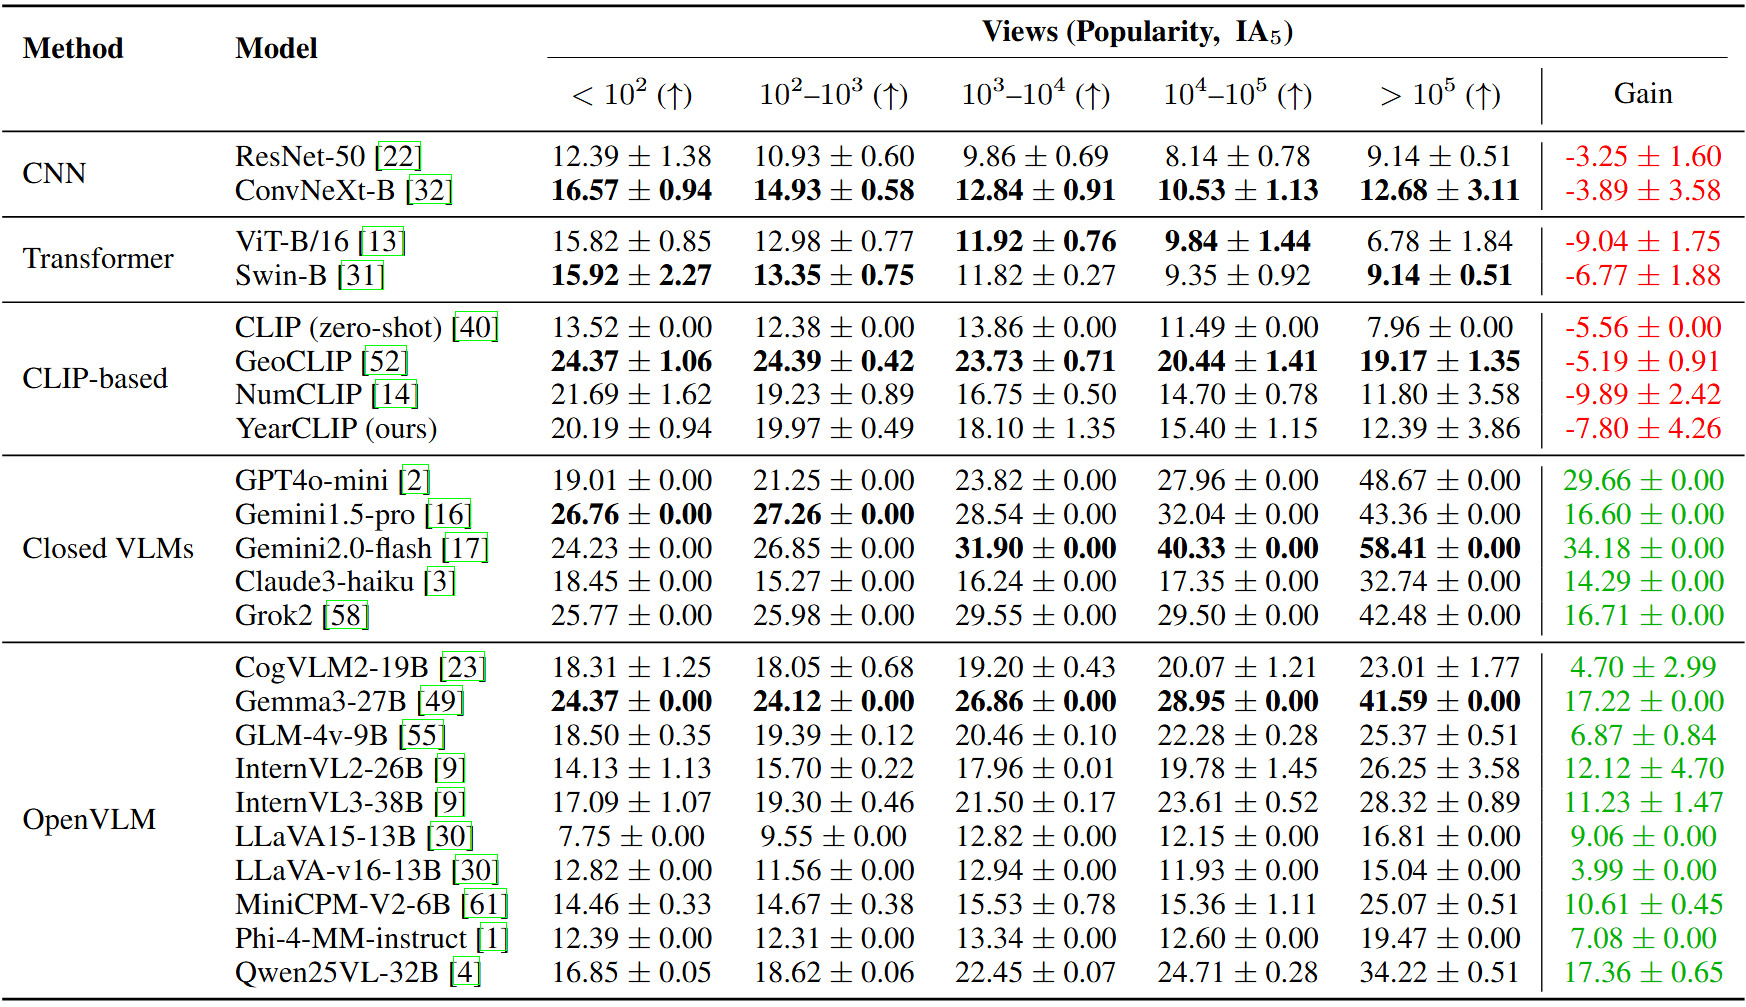 Method Model Views (Popularity, IA₅)
< 10² (↑) 10²–10³ (↑) 10³–10⁴ (↑) 10⁴–10⁵ (↑) > 10⁵ (↑) Gain
CNN
ResNet-50 [22] 12.39 ± 1.38 10.93 ± 0.60 9.86 ± 0.69 8.14 ± 0.78 9.14 ± 0.51 -3.25 ± 1.60
ConvNeXt-B [32] 16.57 ± 0.94 14.93 ± 0.58 12.84 ± 0.91 10.53 ± 1.13 12.68 ± 3.11 -3.89 ± 3.58
Transformer
ViT-B/16 [13] 15.82 ± 0.85 12.98 ± 0.77 11.92 ± 0.76 9.84 ± 1.44 6.78 ± 1.84 -9.04 ± 1.75
Swin-B [31] 15.92 ± 2.27 13.35 ± 0.75 11.82 ± 0.27 9.35 ± 0.92 9.14 ± 0.51 -6.77 ± 1.88
CLIP-based
CLIP (zero-shot) [40] 13.52 ± 0.00 12.38 ± 0.00 13.86 ± 0.00 11.49 ± 0.00 7.96 ± 0.00 -5.56 ± 0.00
GeoCLIP [52] 24.37 ± 1.06 24.39 ± 0.42 23.73 ± 0.71 20.44 ± 1.41 19.17 ± 1.35 -5.19 ± 0.91
NumCLIP [14] 21.69 ± 1.62 19.23 ± 0.89 16.75 ± 0.50 14.70 ± 0.78 11.80 ± 3.58 -9.89 ± 2.42
YearCLIP (ours) 20.19 ± 0.94 19.97 ± 0.49 18.10 ± 1.35 15.40 ± 1.15 12.39 ± 3.86 -7.80 ± 4.26
Closed VLMs
GPT4o-mini [2] 19.01 ± 0.00 21.25 ± 0.00 23.82 ± 0.00 27.96 ± 0.00 48.67 ± 0.00 29.66 ± 0.00
Gemini1.5-pro [16] 26.76 ± 0.00 27.26 ± 0.00 28.54 ± 0.00 32.04 ± 0.00 43.36 ± 0.00 16.60 ± 0.00
Gemini2.0-flash [17] 24.23 ± 0.00 26.85 ± 0.00 31.90 ± 0.00 40.33 ± 0.00 58.41 ± 0.00 34.18 ± 0.00
Claude3-haiku [3] 18.45 ± 0.00 15.27 ± 0.00 16.24 ± 0.00 17.35 ± 0.00 32.74 ± 0.00 14.29 ± 0.00
Grok2 [58] 25.77 ± 0.00 25.98 ± 0.00 29.55 ± 0.00 29.50 ± 0.00 42.48 ± 0.00 16.71 ± 0.00
OpenVLM
CogVLM2-19B [23] 18.31 ± 1.25 18.05 ± 0.68 19.20 ± 0.43 20.07 ± 1.21 23.01 ± 1.77 4.70 ± 2.99
Gemma3-27B [49] 24.37 ± 0.00 24.12 ± 0.00 26.86 ± 0.00 28.95 ± 0.00 41.59 ± 0.00 17.22 ± 0.00
GLM-4v-9B [55] 18.50 ± 0.35 19.39 ± 0.12 20.46 ± 0.10 22.28 ± 0.28 25.37 ± 0.51 6.87 ± 0.84
InternVL2-26B [9] 14.13 ± 1.13 15.70 ± 0.22 17.96 ± 0.01 19.78 ± 1.45 26.25 ± 3.58 12.12 ± 4.70
InternVL3-38B [9] 17.09 ± 1.07 19.30 ± 0.46 21.50 ± 0.17 23.61 ± 0.52 28.32 ± 0.89 11.23 ± 1.47
LLaVA15-13B [30] 7.75 ± 0.00 9.55 ± 0.00 12.82 ± 0.00 12.15 ± 0.00 16.81 ± 0.00 9.06 ± 0.00
LLaVA-v16-13B [30] 12.82 ± 0.00 11.56 ± 0.00 12.94 ± 0.00 11.93 ± 0.00 15.04 ± 0.00 3.99 ± 0.00
MiniCPM-V2-6B [61] 14.46 ± 0.33 14.67 ± 0.38 15.53 ± 0.78 15.36 ± 1.11 25.07 ± 0.51 10.61 ± 0.45
Phi-4-MM-instruct [1] 12.39 ± 0.00 12.31 ± 0.00 13.34 ± 0.00 12.60 ± 0.00 19.47 ± 0.00 7.08 ± 0.00
Qwen25VL-32B [4] 16.85 ± 0.05 18.62 ± 0.06 22.45 ± 0.07 24.71 ± 0.28 34.22 ± 0.51 17.36 ± 0.65